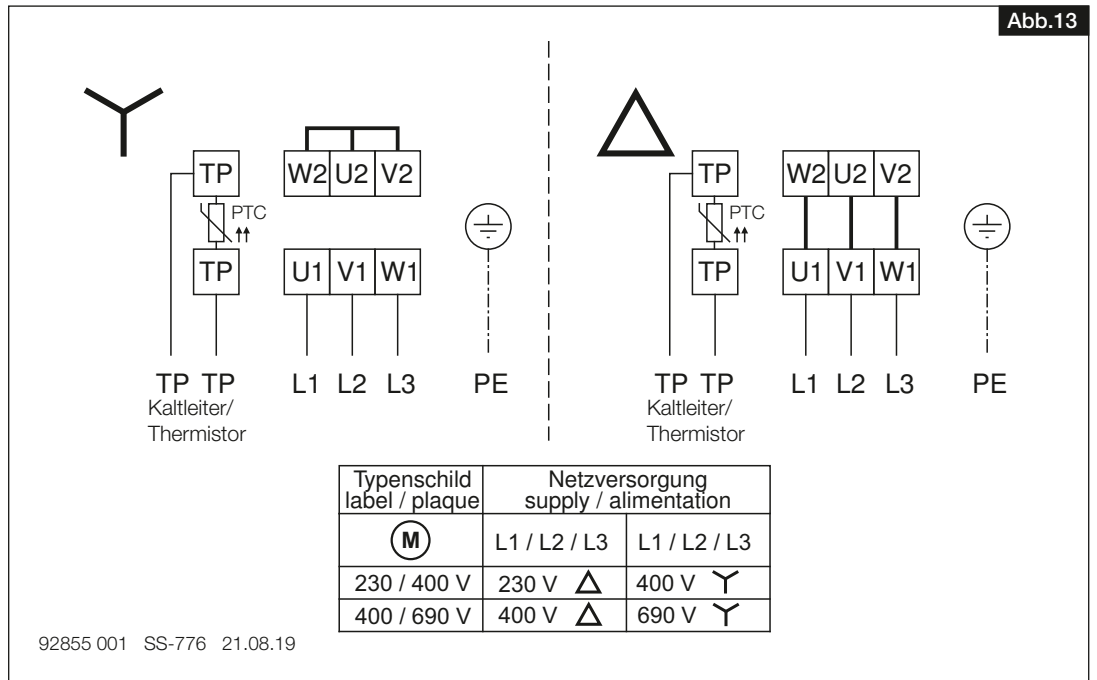 Abb.13
TP W2 U2 V2
PTC
TP U1 V1 W1
TP TP L1 L2 L3 PE
Kaltleiter/
Thermistor
TP W2 U2 V2
PTC
TP U1 V1 W1
TP TP L1 L2 L3 PE
Kaltleiter/
Thermistor
Typenschild Netzversorgung
label / plaque supply / alimentation
M L1 / L2 / L3 L1 / L2 / L3
230 / 400 V 230 V 400 V
400 / 690 V 400 V 690 V
92855 001 SS-776 21.08.19